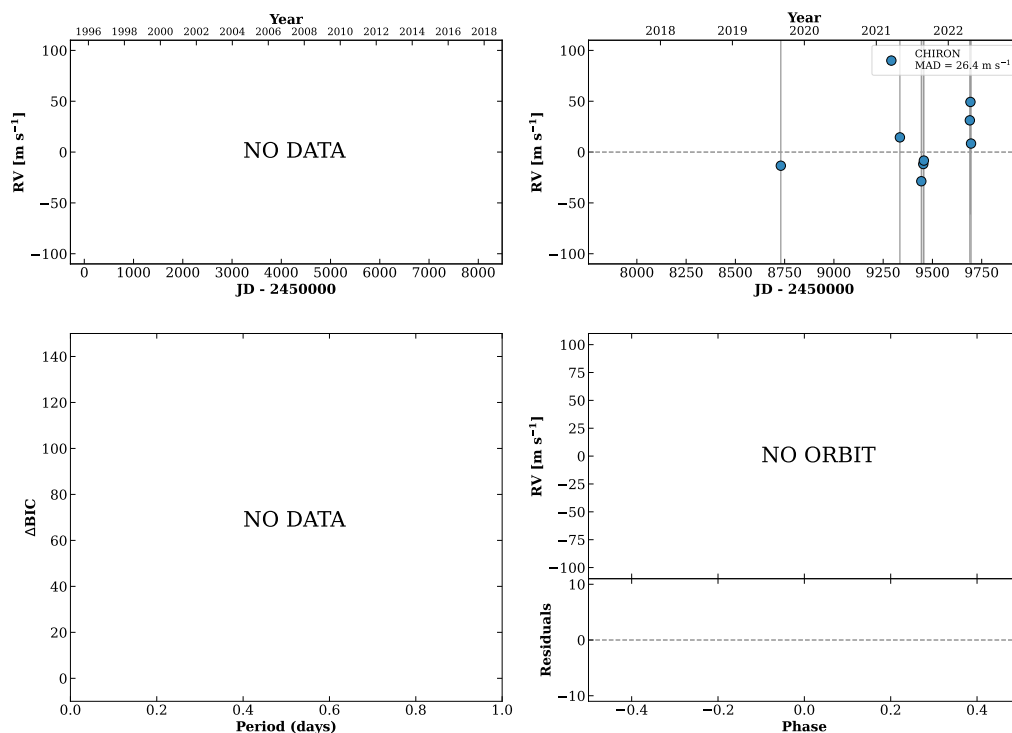 Year
1996 1998 2000 2002 2004 2006 2008 2010 2012 2014 2016 2018
RV [m s⁻¹]
100
50
0
−50
−100
NO DATA
0 1000 2000 3000 4000 5000 6000 7000 8000
JD - 2450000
Year
2018 2019 2020 2021 2022
RV [m s⁻¹]
100
50
0
−50
−100
CHIRON
MAD = 26.4 m s⁻¹
8000 8250 8500 8750 9000 9250 9500 9750
JD - 2450000
ΔBIC
140
120
100
80
60
40
20
0
NO DATA
0.0 0.2 0.4 0.6 0.8 1.0
Period (days)
RV [m s⁻¹]
100
75
50
25
0
−25
−50
−75
−100
NO ORBIT
Residuals
10
0
−10
−0.4 −0.2 0.0 0.2 0.4
Phase